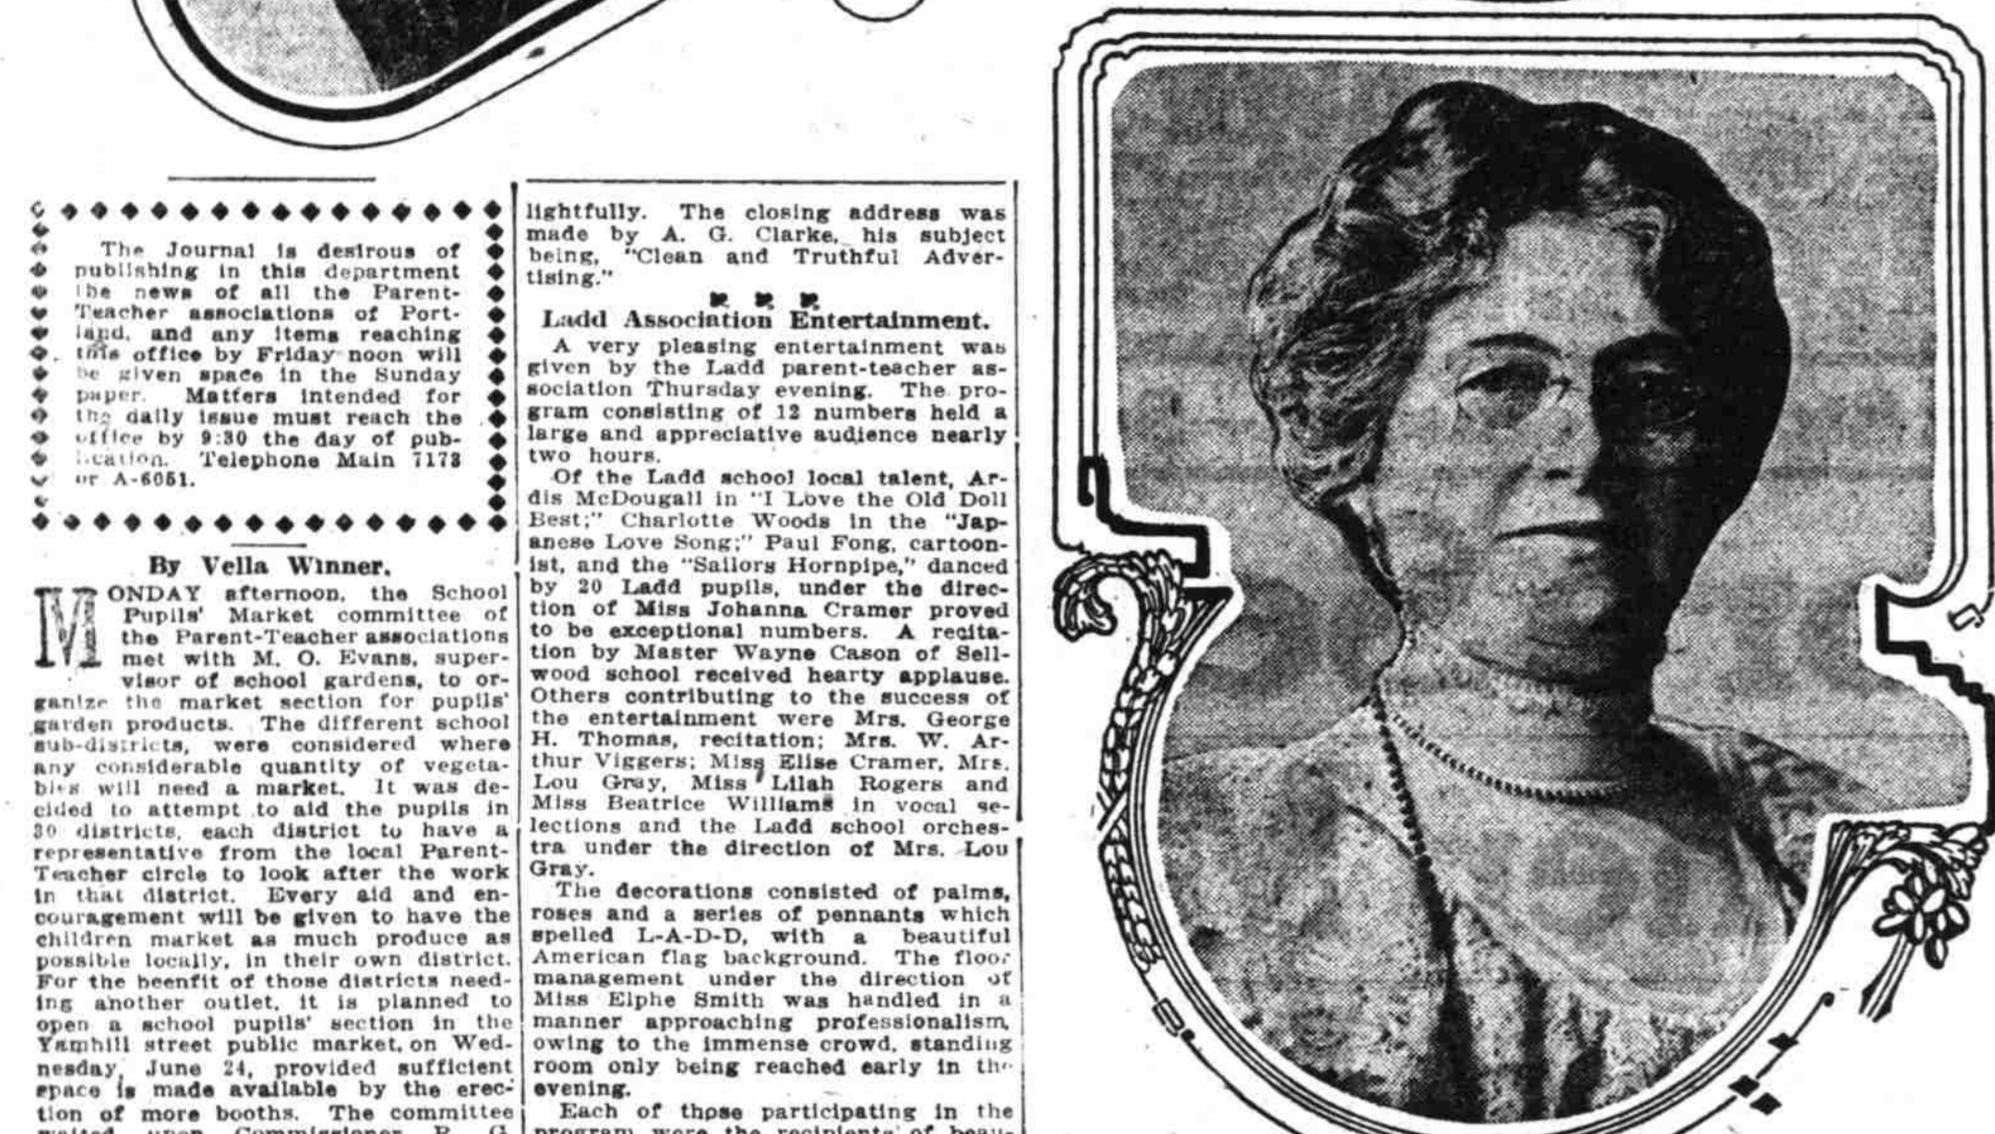 The Journal is desirous of
publishing in this department
the news of all the Parent-
Teacher associations of Port-
land, and any items reaching
this office by Friday noon will
be given space in the Sunday
paper. Matters intended for
the daily issue must reach the
office by 9:30 the day of pub-
lication. Telephone Main 7173
or A-6051.
By Vella Winner.
MONDAY afternoon, the School
Pupils' Market committee of
the Parent-Teacher associations
met with M. O. Evans, super-
visor of school gardens, to or-
ganize the market section for pupils'
garden products. The different school
sub-districts, were considered where
any considerable quantity of vegeta-
bles will need a market. It was de-
cided to attempt to aid the pupils in
30 districts, each district to have a
representative from the local Parent-
Teacher circle to look after the work
in that district. Every aid and en-
couragement will be given to have the
children market as much produce as
possible locally, in their own district.
For the beenfit of those districts need-
ing another outlet, it is planned to
open a school pupils' section in the
Yamhill street public market, on Wed-
nesday, June 24, provided sufficient
space is made available by the erec-
tion of more booths. The committee
waited upon Commissioner R. G.
lightfully. The closing address was
made by A. G. Clarke, his subject
being, "Clean and Truthful Adver-
tising."
Ladd Association Entertainment.
A very pleasing entertainment was
given by the Ladd parent-teacher as-
sociation Thursday evening. The pro-
gram consisting of 12 numbers held a
large and appreciative audience nearly
two hours.
Of the Ladd school local talent, Ar-
dis McDougall in "I Love the Old Doll
Best;" Charlotte Woods in the "Jap-
anese Love Song;" Paul Fong, cartoon-
ist, and the "Sailors Hornpipe," danced
by 20 Ladd pupils, under the direc-
tion of Miss Johanna Cramer proved
to be exceptional numbers. A recita-
tion by Master Wayne Cason of Sell-
wood school received hearty applause.
Others contributing to the success of
the entertainment were Mrs. George
H. Thomas, recitation; Mrs. W. Ar-
thur Viggers; Miss Elise Cramer, Mrs.
Lou Gray, Miss Lilah Rogers and
Miss Beatrice Williams in vocal se-
lections and the Ladd school orches-
tra under the direction of Mrs. Lou
Gray.
The decorations consisted of palms,
roses and a series of pennants which
spelled L-A-D-D, with a beautiful
American flag background. The floor
management under the direction of
Miss Elphe Smith was handled in a
manner approaching professionalism,
owing to the immense crowd, standing
room only being reached early in the
evening.
Each of those participating in the
program were the recipients of beau-